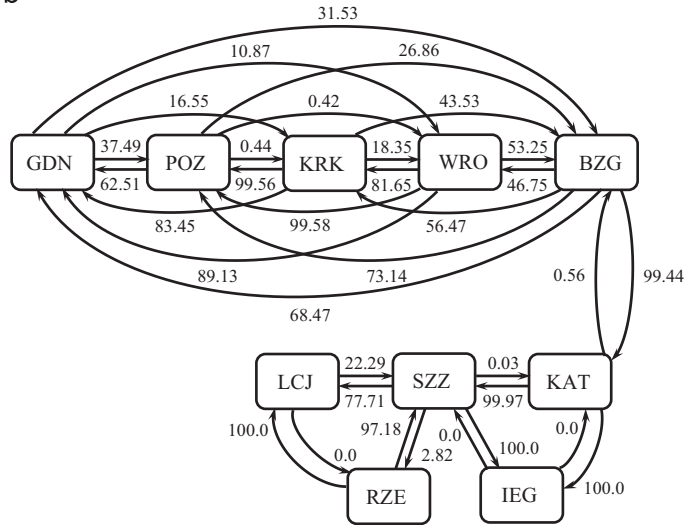 b
31.53
10.87 26.86
16.55 0.42 43.53
GDN 37.49 POZ 0.44 KRK 18.35 WRO 53.25 BZG
62.51 99.56 81.65 46.75
83.45 99.58 56.47
89.13 73.14 0.56 99.44
68.47
LCJ 22.29 SZZ 0.03 KAT
77.71 99.97
100.0 97.18 0.0 0.0
0.0 2.82 100.0
RZE IEG 100.0